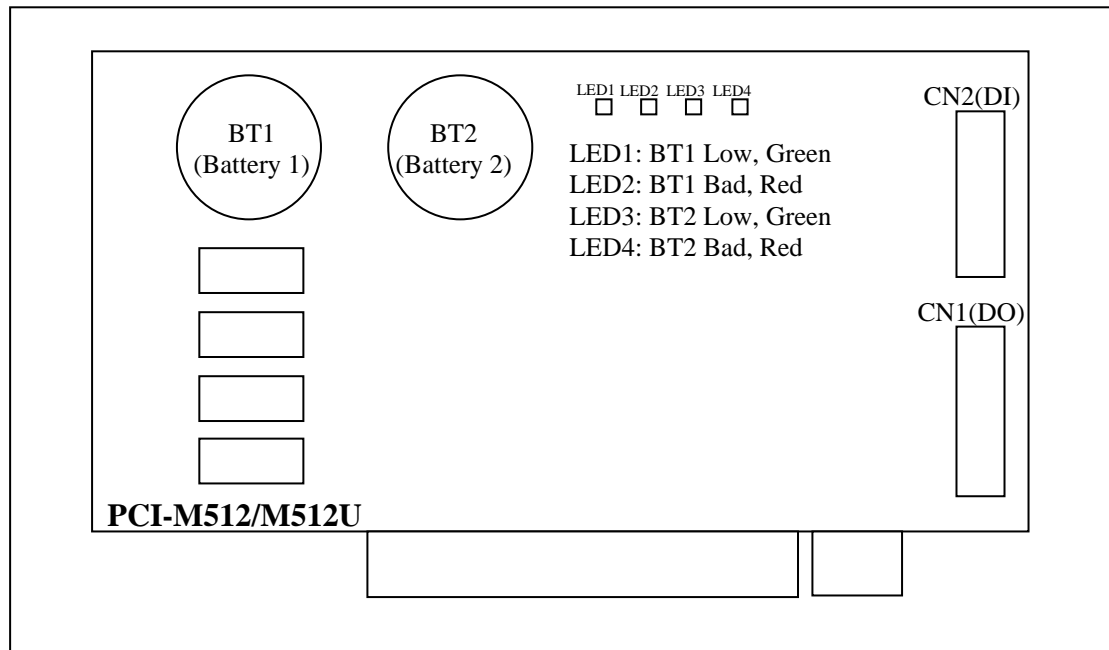 LED1 LED2 LED3 LED4
CN2(DI)
BT1
(Battery 1)
BT2
(Battery 2)
LED1: BT1 Low, Green
LED2: BT1 Bad, Red
LED3: BT2 Low, Green
LED4: BT2 Bad, Red
CN1(DO)
PCI-M512/M512U